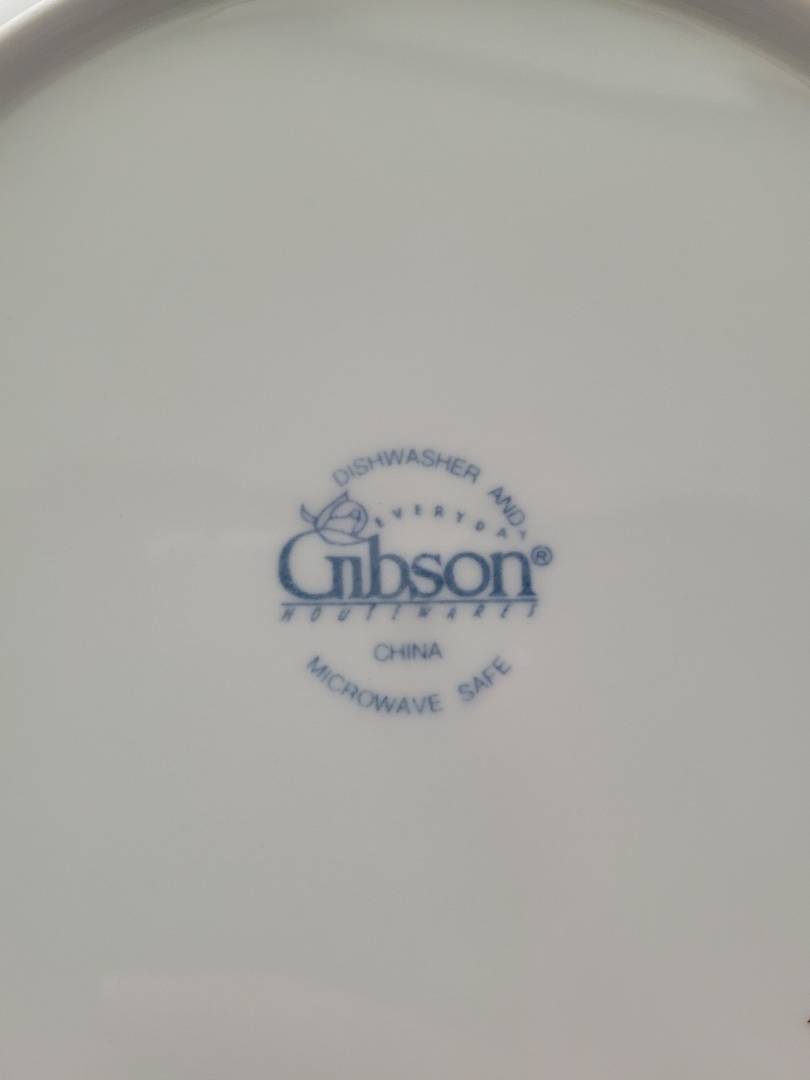 DISHWASHER AND
EVERYDAY
Gibson®
HOUSEWARES
CHINA
MICROWAVE SAFE